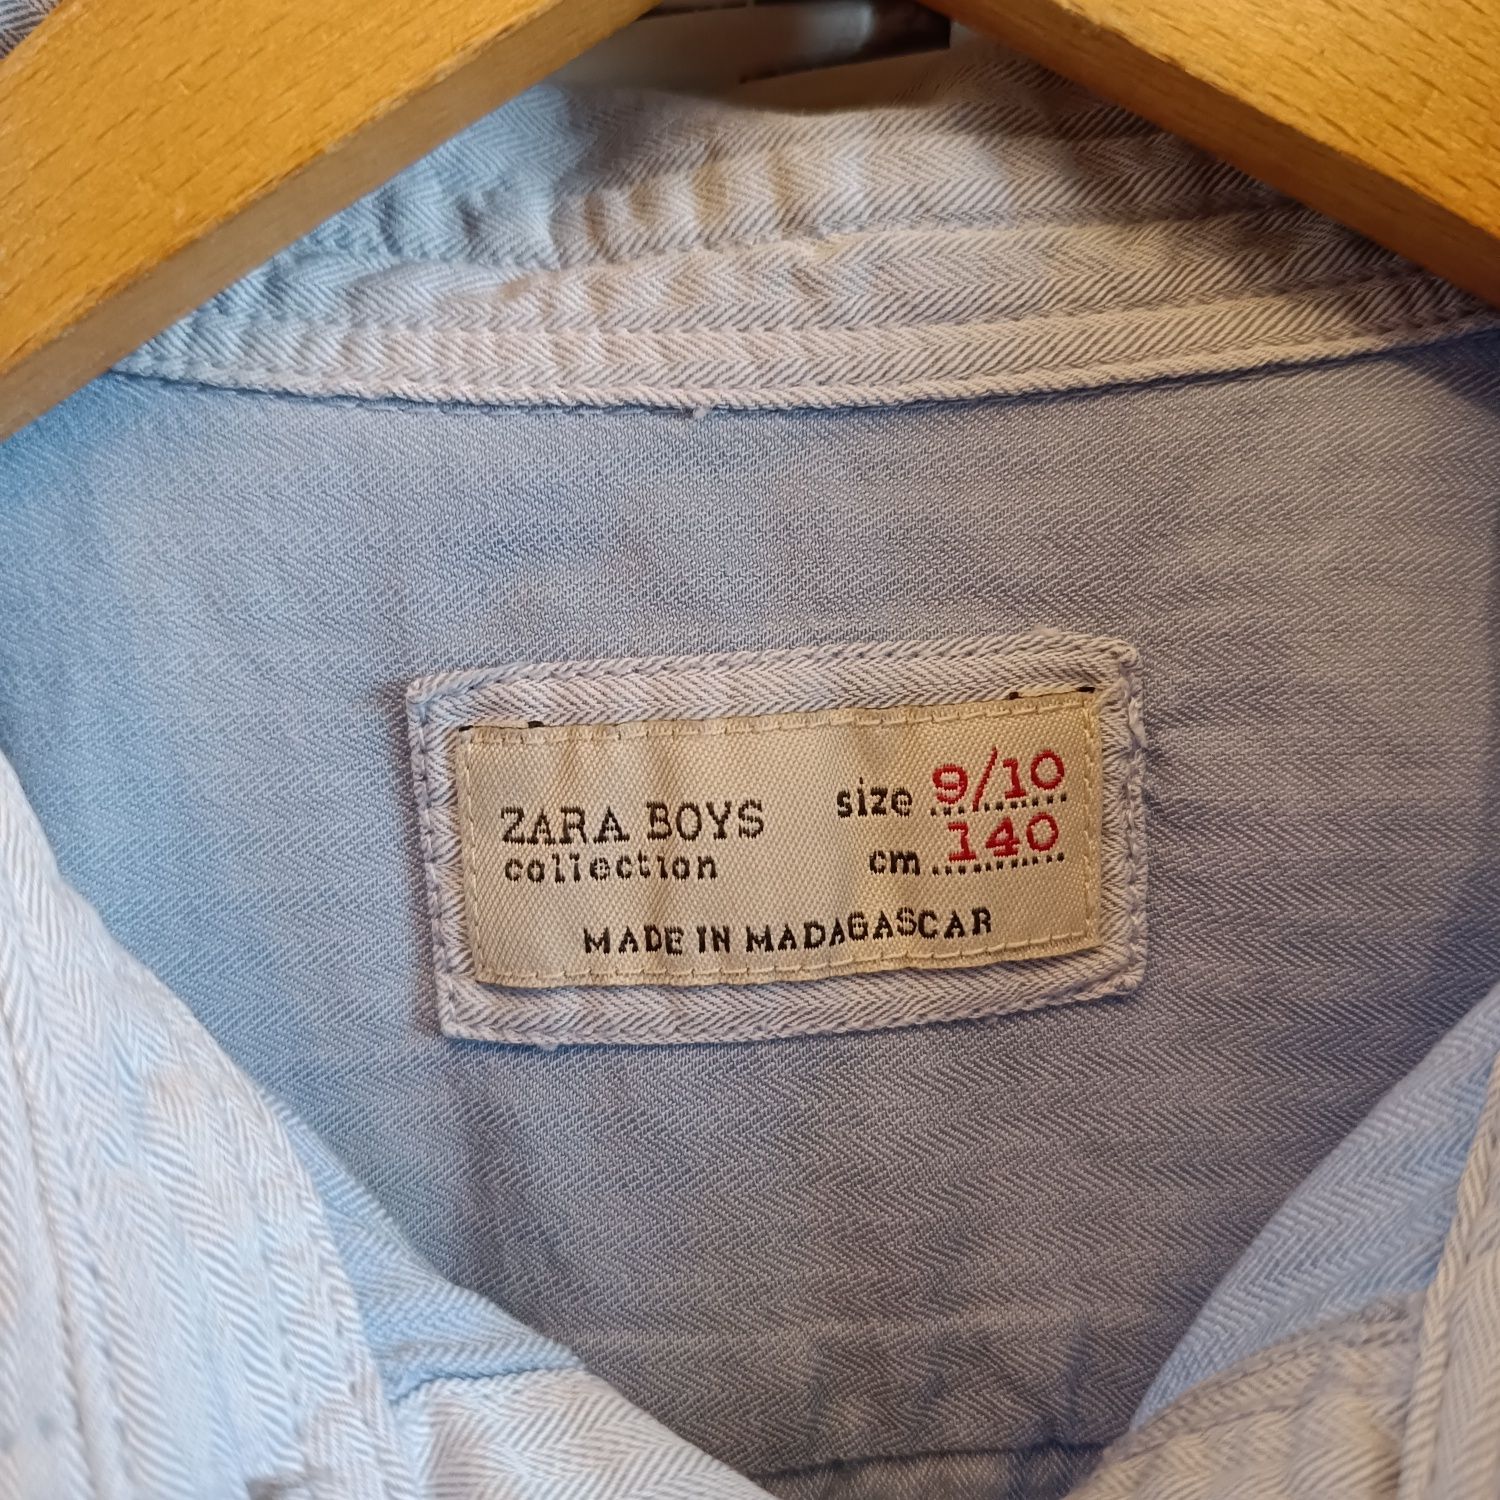 ZARA BOYS size 9/10
collection cm 140
MADE IN MADAGASCAR